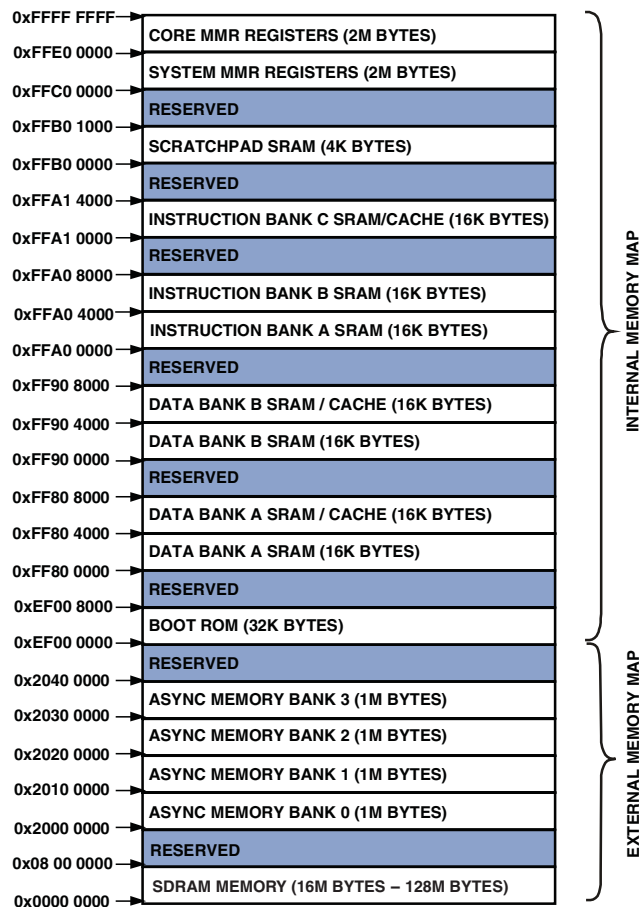 0xFFFF FFFF
CORE MMR REGISTERS (2M BYTES)
0xFFE0 0000
SYSTEM MMR REGISTERS (2M BYTES)
0xFFC0 0000
RESERVED
0xFFB0 1000
SCRATCHPAD SRAM (4K BYTES)
0xFFB0 0000
RESERVED
0xFFA1 4000
INSTRUCTION BANK C SRAM/CACHE (16K BYTES)
0xFFA1 0000
RESERVED
0xFFA0 8000
INSTRUCTION BANK B SRAM (16K BYTES)
0xFFA0 4000
INSTRUCTION BANK A SRAM (16K BYTES)
0xFFA0 0000
RESERVED
0xFF90 8000
DATA BANK B SRAM / CACHE (16K BYTES)
0xFF90 4000
DATA BANK B SRAM (16K BYTES)
0xFF90 0000
RESERVED
0xFF80 8000
DATA BANK A SRAM / CACHE (16K BYTES)
0xFF80 4000
DATA BANK A SRAM (16K BYTES)
0xFF80 0000
RESERVED
0xEF00 8000
BOOT ROM (32K BYTES)
0xEF00 0000
RESERVED
0x2040 0000
ASYNC MEMORY BANK 3 (1M BYTES)
0x2030 0000
ASYNC MEMORY BANK 2 (1M BYTES)
0x2020 0000
ASYNC MEMORY BANK 1 (1M BYTES)
0x2010 0000
ASYNC MEMORY BANK 0 (1M BYTES)
0x2000 0000
RESERVED
0x08 00 0000
SDRAM MEMORY (16M BYTES – 128M BYTES)
0x0000 0000
INTERNAL MEMORY MAP
EXTERNAL MEMORY MAP